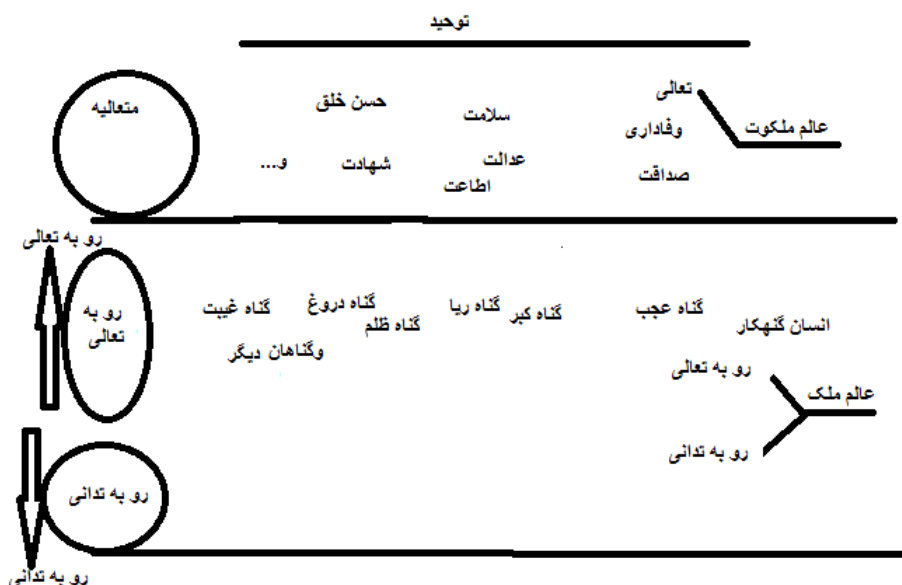 توحید
تعالی
متعالیه
حسن خلق
سلامت
وفاداری
عالم ملکوت
عدالت
شهادت
و...
صداقت
اطاعت
رو به تعالی
گناه عجب
گناه کبر
گناه ریا
گناه دروغ
گناه غیبت
رو به
تعالی
انسان گنهکار
گناه ظلم
وگناهان دیگر
رو به تعالی
عالم ملک
رو به تدانی
رو به تدانی
رو به تدانی